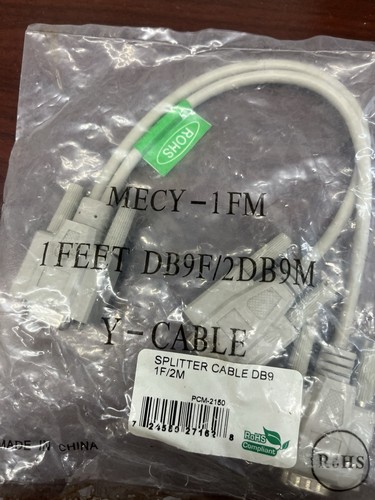 ROHS
MECY-1FM
1FEET DB9F/2DB9M
Y-CABLE
SPLITTER CABLE DB9
1F/2M
PCM-2150
RoHS
Compliant
MADE IN CHINA
RoHS